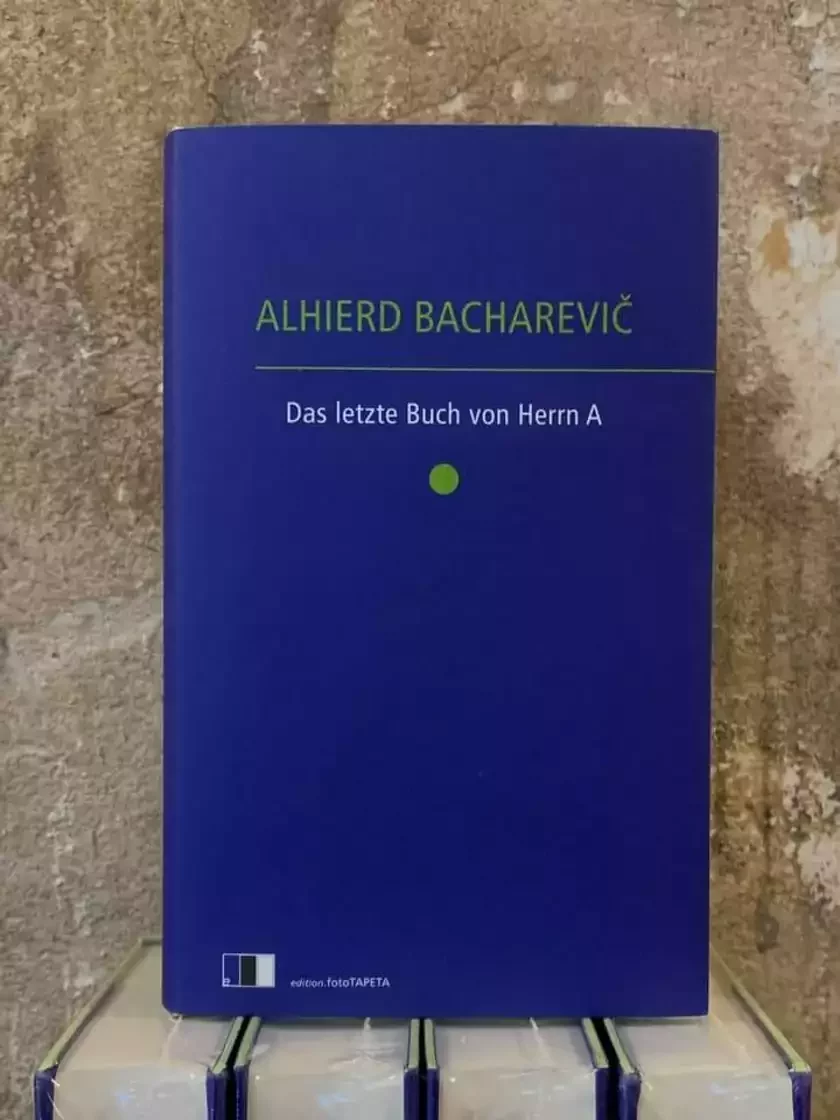 ALHIERD BACHAREVIČ
Das letzte Buch von Herrn A
e
edition.fotoTAPETA